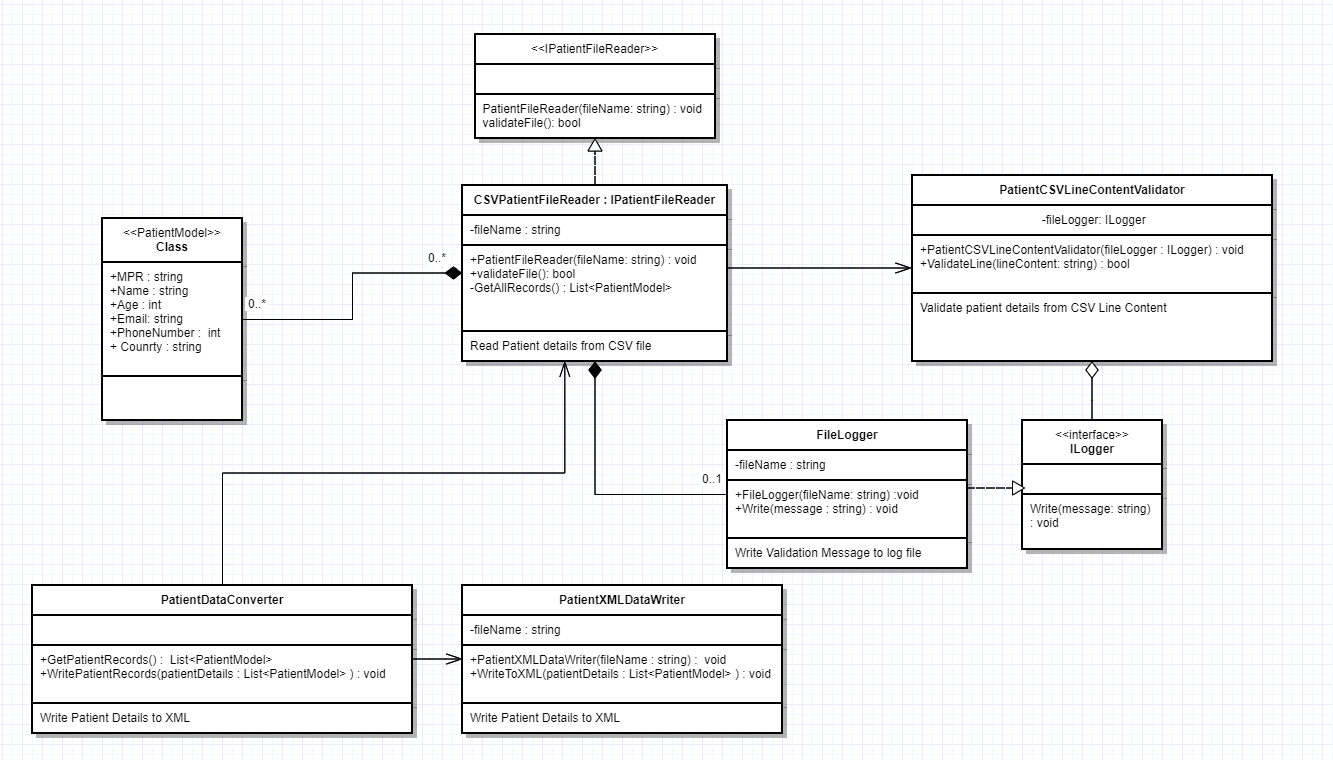 <<IPatientFileReader>>
PatientFileReader(fileName: string) : void
validateFile(): bool
CSVPatientFileReader : IPatientFileReader
-fileName : string
+PatientFileReader(fileName: string) : void
+validateFile(): bool
-GetAllRecords() : List<PatientModel>
Read Patient details from CSV file
PatientCSVLineContentValidator
-fileLogger: ILogger
+PatientCSVLineContentValidator(fileLogger : ILogger) : void
+ValidateLine(lineContent: string) : bool
Validate patient details from CSV Line Content
<<PatientModel>>
Class
+MPR : string
+Name : string
+Age : int
+Email: string
+PhoneNumber : int
+ Counrty : string
0..*
0..*
FileLogger
-fileName : string
+FileLogger(fileName: string) :void
+Write(message : string) : void
Write Validation Message to log file
0..1
<<interface>>
ILogger
Write(message: string)
: void
PatientDataConverter
+GetPatientRecords() : List<PatientModel>
+WritePatientRecords(patientDetails : List<PatientModel> ) : void
Write Patient Details to XML
PatientXMLDataWriter
-fileName : string
+PatientXMLDataWriter(fileName : string) : void
+WriteToXML(patientDetails : List<PatientModel> ) : void
Write Patient Details to XML